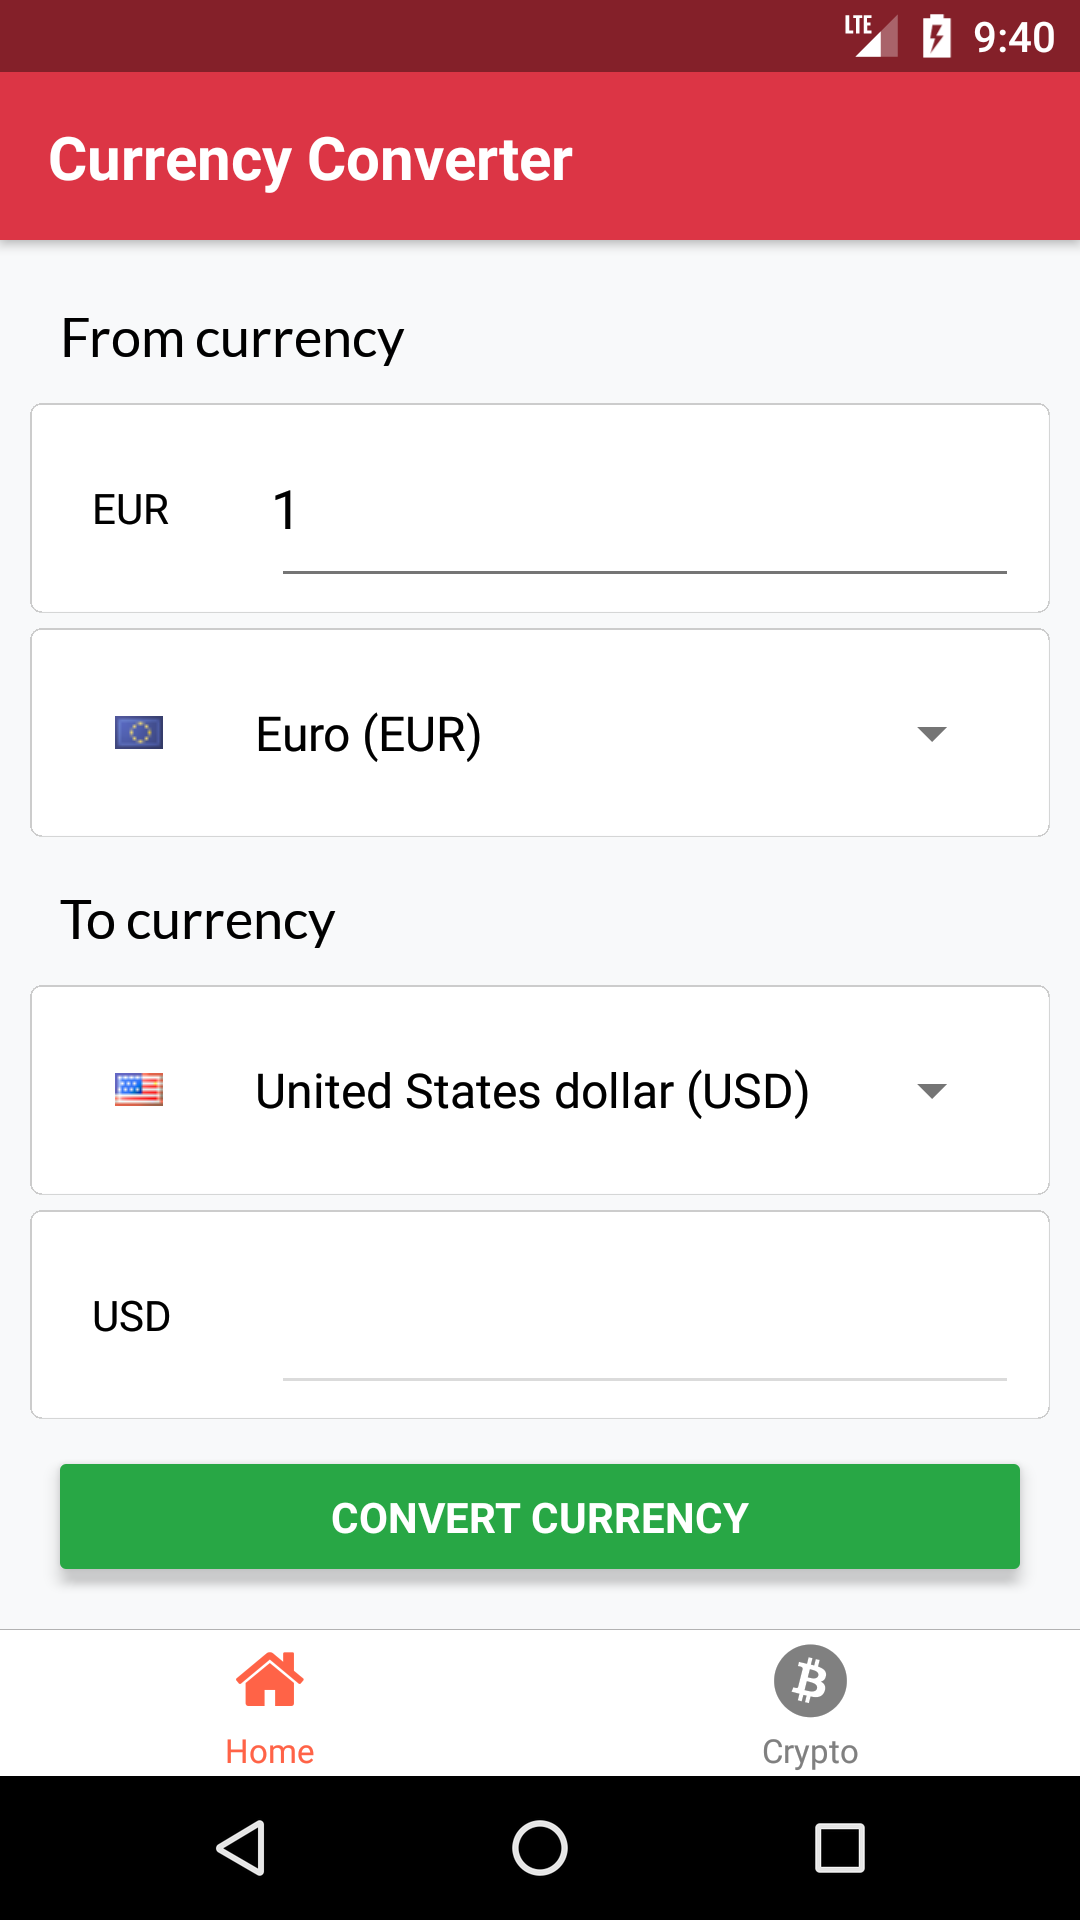 LTE 9:40
Currency Converter
From currency
EUR 1
Euro (EUR)
To currency
United States dollar (USD)
USD
CONVERT CURRENCY
Home Crypto